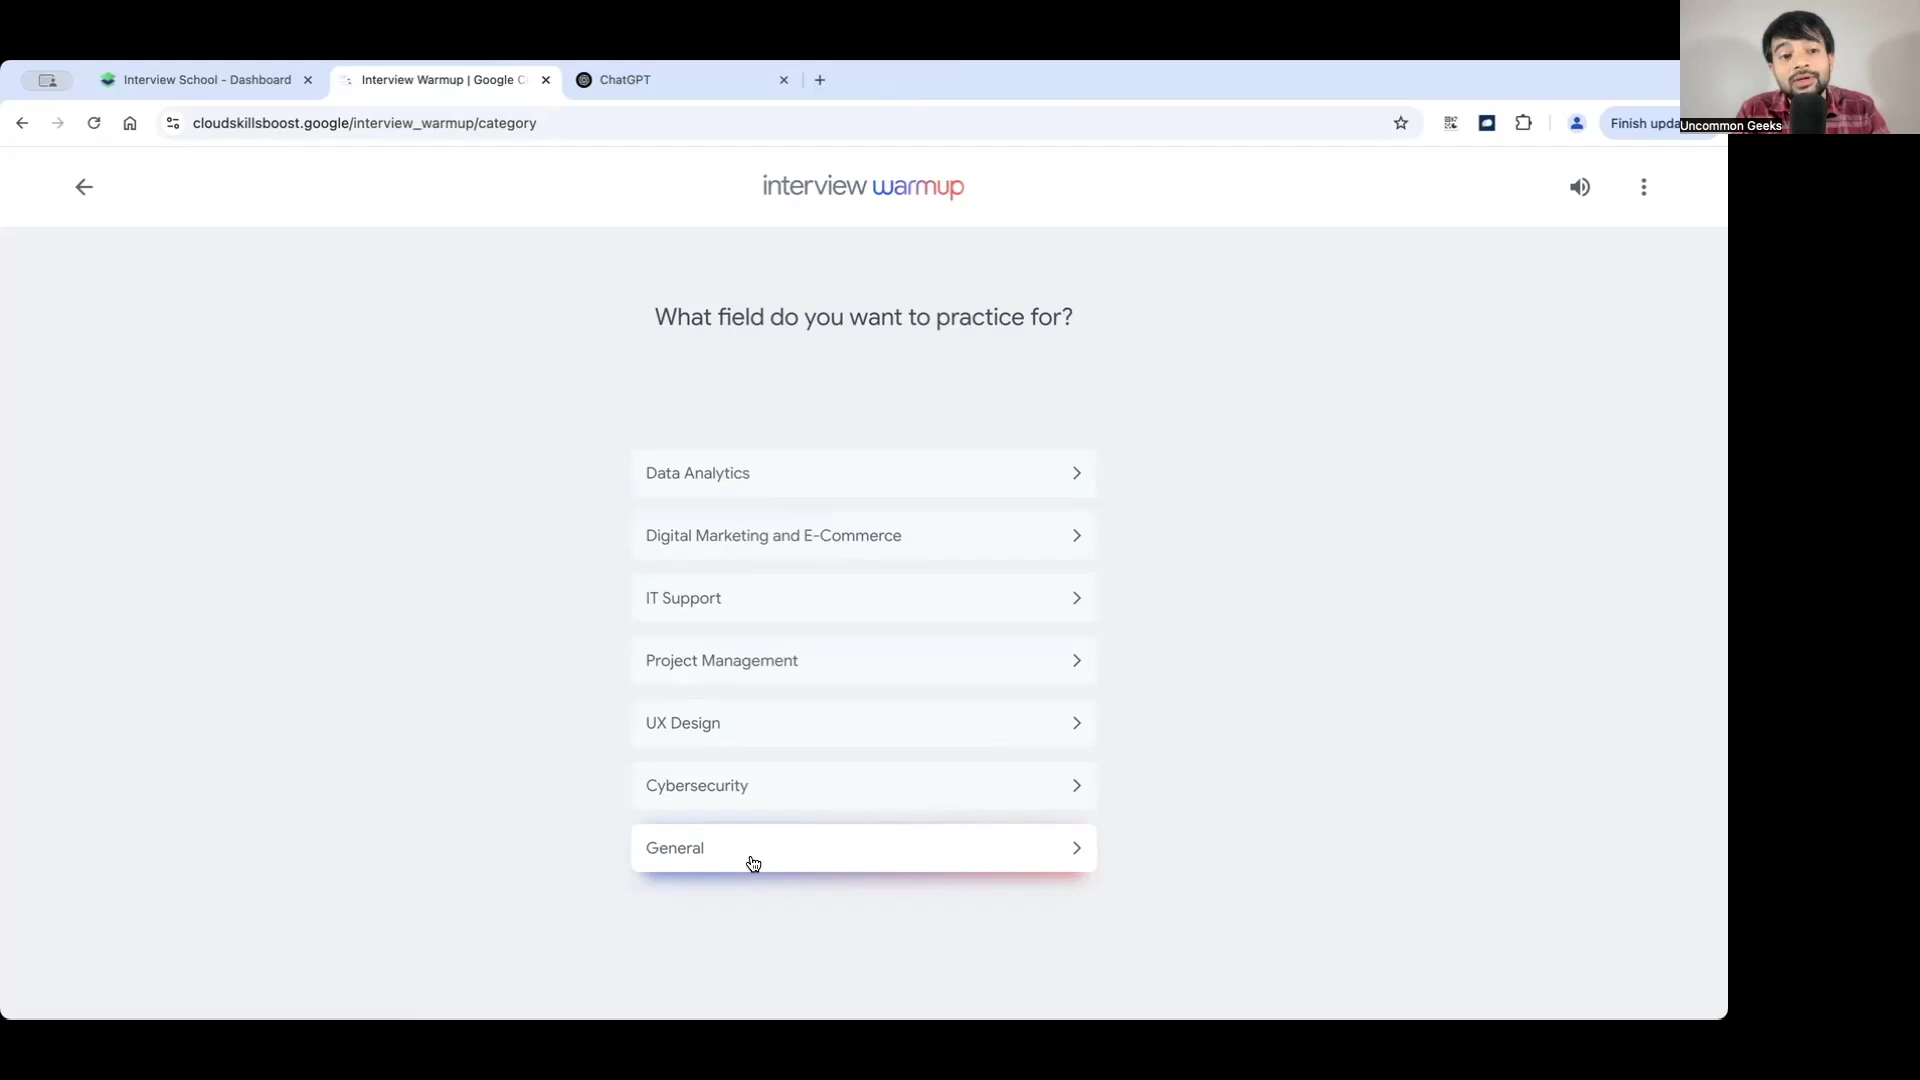 Interview School - Dashboard
Interview Warmup | Google C
ChatGPT
cloudskillsboost.google/interview_warmup/category
Finish upda
Uncommon Geeks
interview warmup
What field do you want to practice for?
Data Analytics
Digital Marketing and E-Commerce
IT Support
Project Management
UX Design
Cybersecurity
General